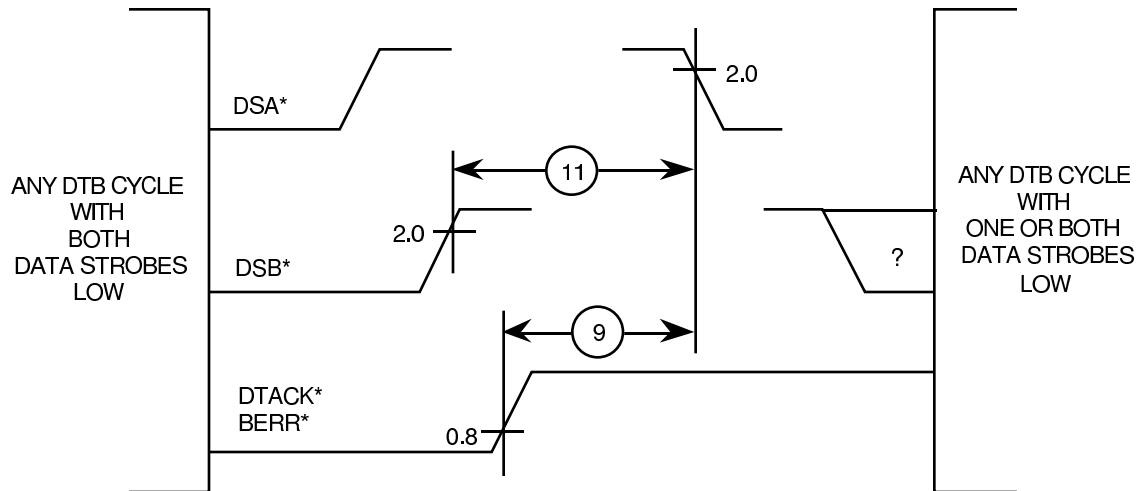 DSA*
2.0
11
ANY DTB CYCLE
WITH
BOTH
DATA STROBES
LOW
2.0
DSB*
?
ANY DTB CYCLE
WITH
ONE OR BOTH
DATA STROBES
LOW
9
DTACK*
BERR*
0.8